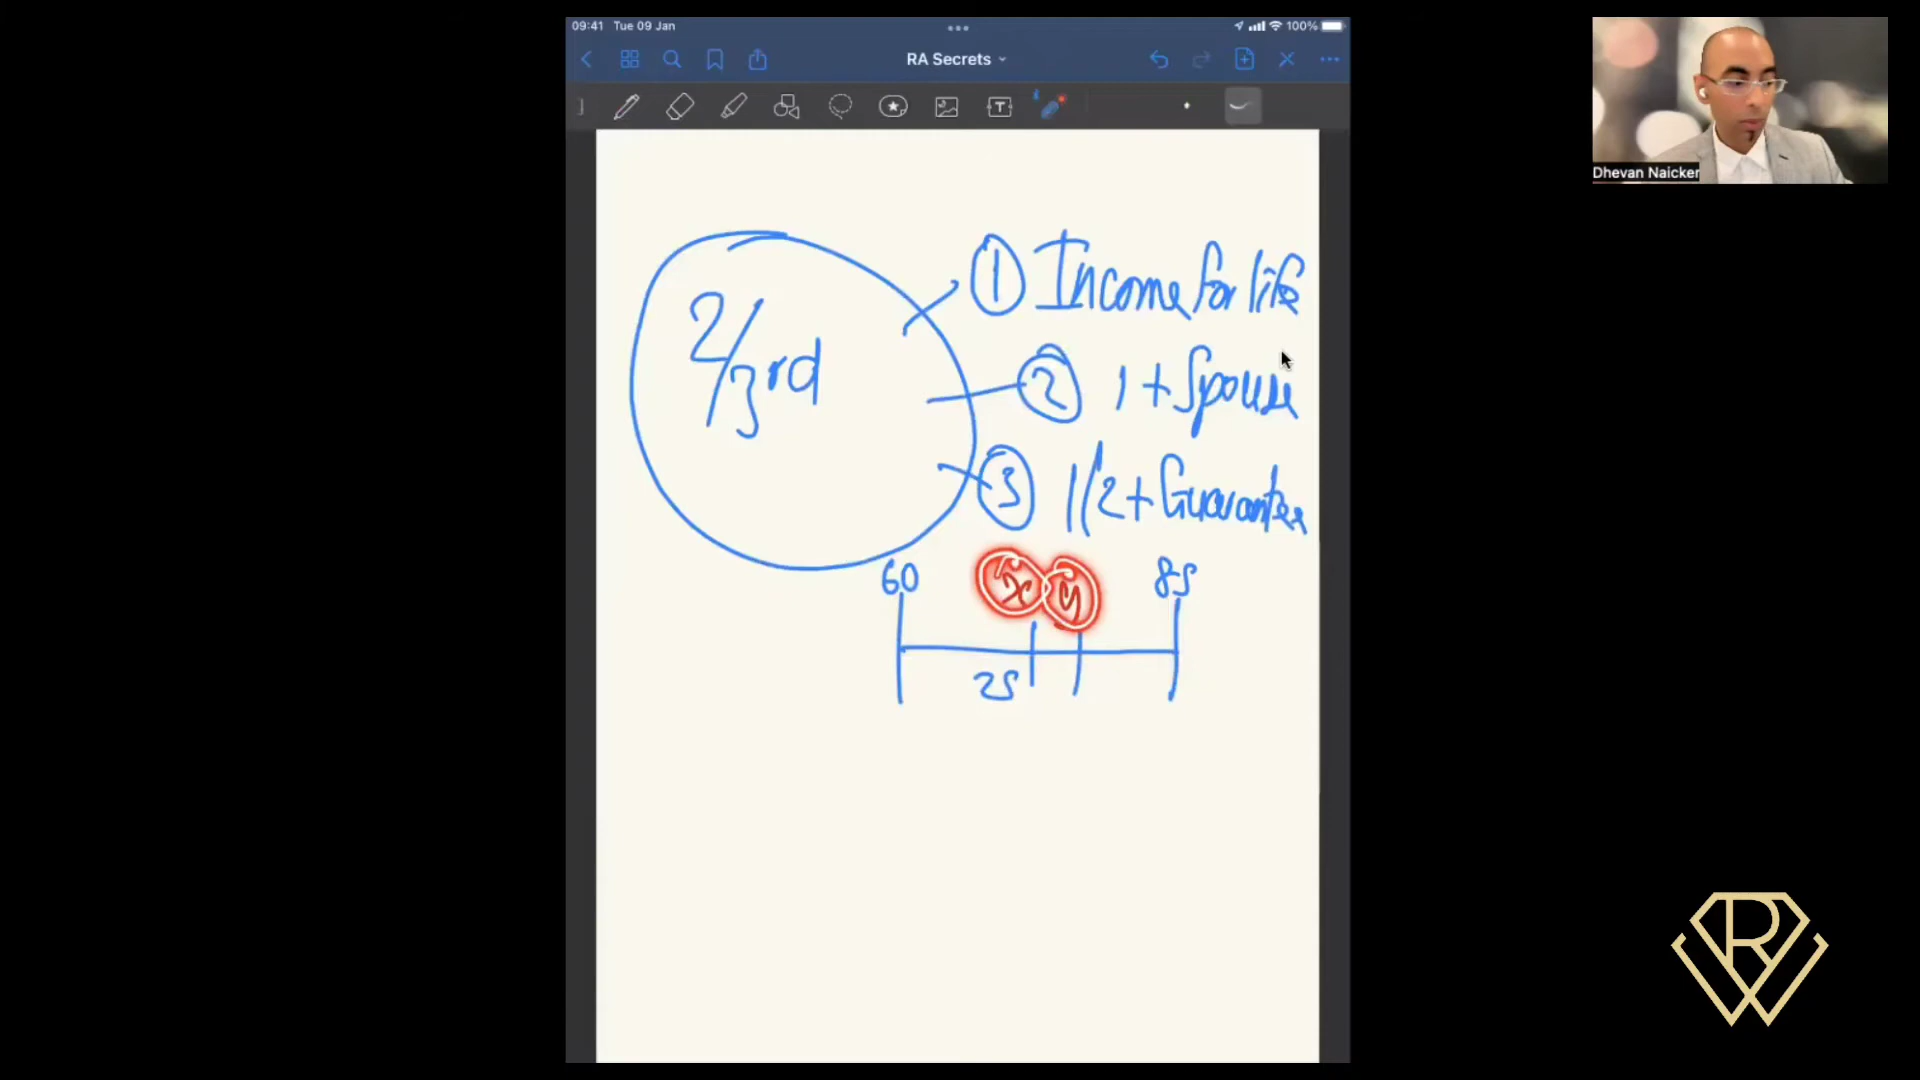 09:41 Tue 09 Jan
100%
RA Secrets
T
Dhevan Naicker
2/3rd
1 Income for life
2 1 + Spouse
3 1/2 + Guarantee
60 x y 85
25
RW